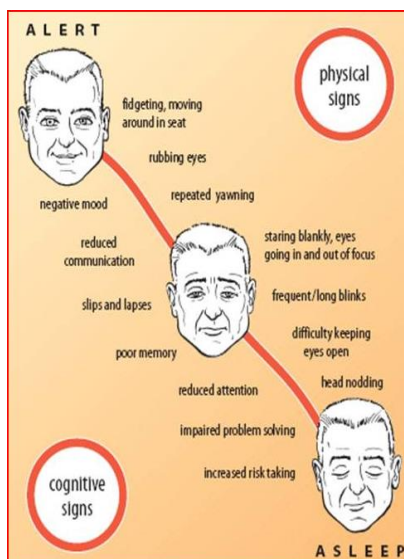 ALERT
physical
signs
fidgeting, moving
around in seat
rubbing eyes
repeated yawning
negative mood
reduced
communication
staring blankly, eyes
going in and out of focus
slips and lapses
frequent/long blinks
poor memory
difficulty keeping
eyes open
reduced attention
head nodding
impaired problem solving
increased risk taking
cognitive
signs
ASLEEP